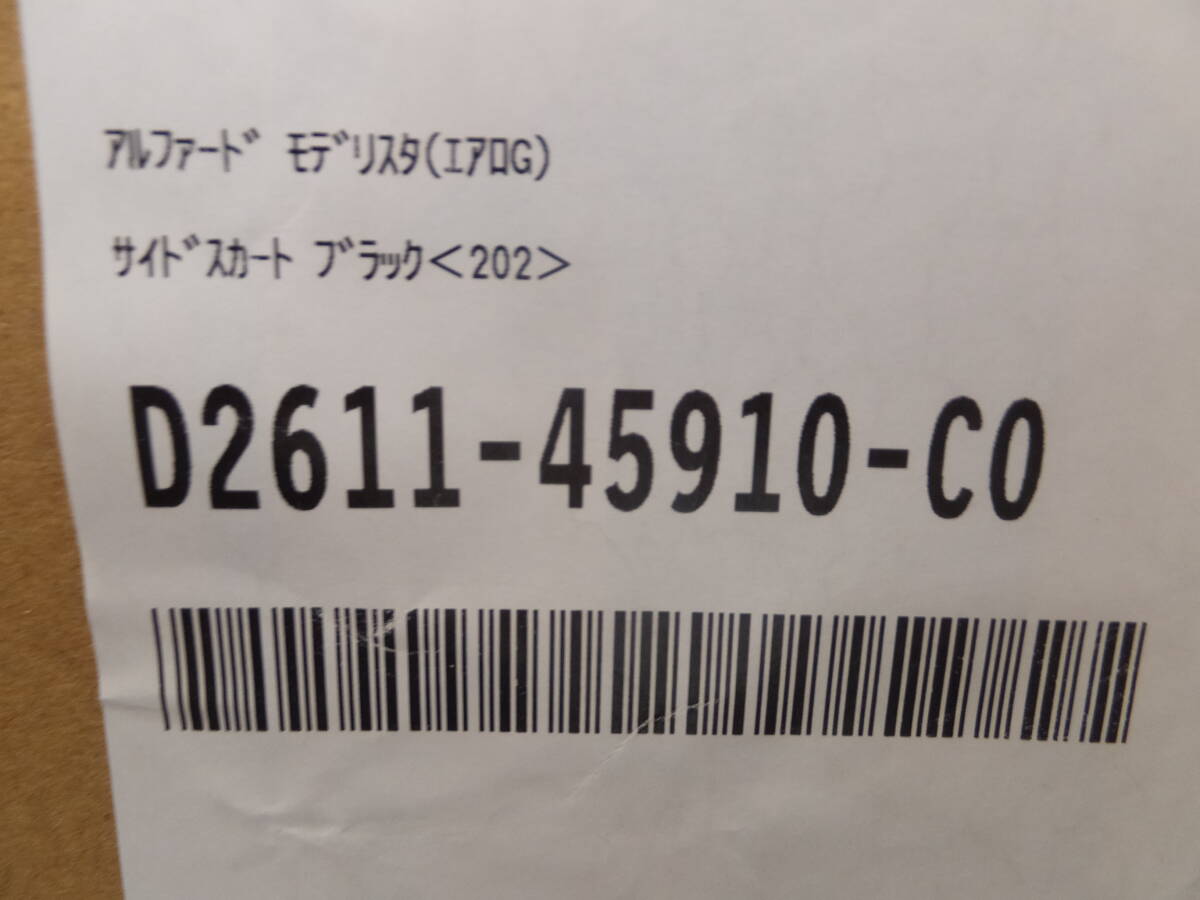 ｱﾙﾌｧｰﾄﾞ ﾓﾃﾞﾘｽﾀ(ｴｱﾛG)
ｻｲﾄﾞｽｶｰﾄ ﾌﾞﾗｯｸ<202>
D2611-45910-C0